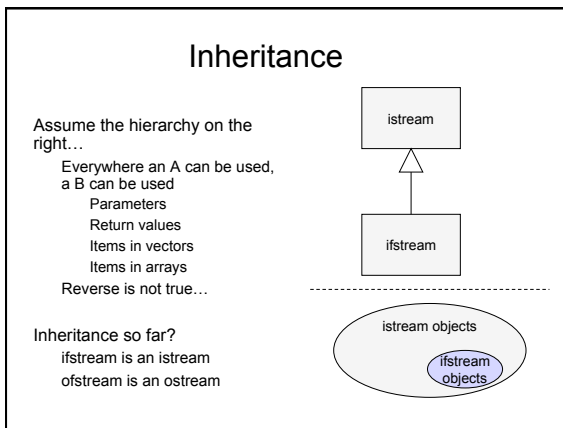 Inheritance
Assume the hierarchy on the
right…
Everywhere an A can be used,
a B can be used
Parameters
Return values
Items in vectors
Items in arrays
Reverse is not true…
Inheritance so far?
ifstream is an istream
ofstream is an ostream
istream
ifstream
istream objects
ifstream
objects